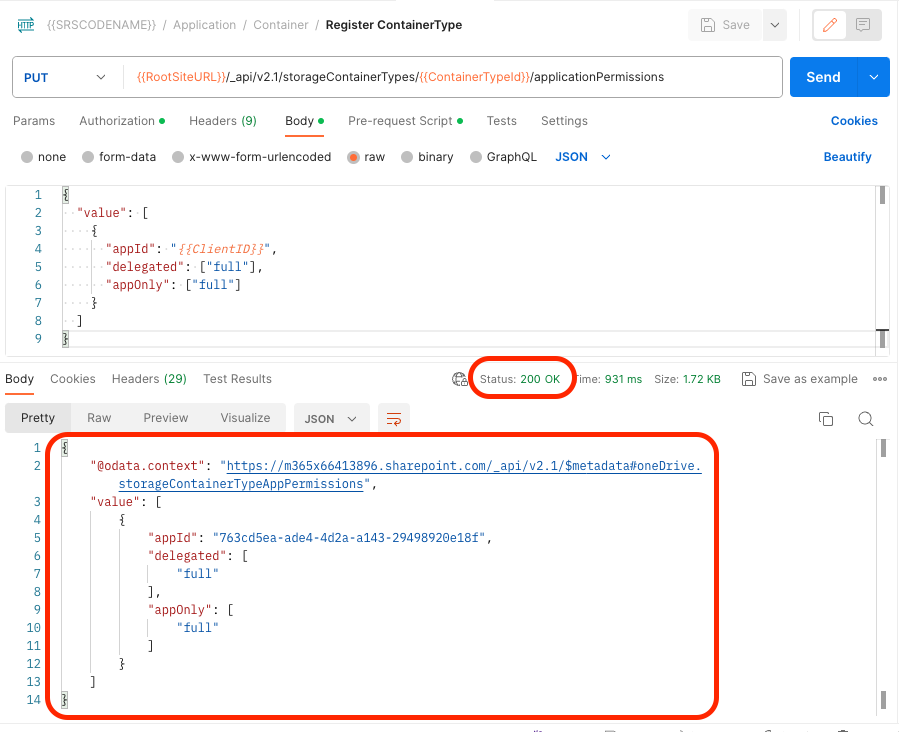 HTTP {{SRSCODENAME}} / Application / Container / Register ContainerType Save
PUT {{RootSiteURL}}/_api/v2.1/storageContainerTypes/{{ContainerTypeId}}/applicationPermissions Send
Params Authorization Headers (9) Body Pre-request Script Tests Settings Cookies
none form-data x-www-form-urlencoded raw binary GraphQL JSON Beautify
1 {
2 "value": [
3 {
4 "appId": "{{ClientID}}",
5 "delegated": ["full"],
6 "appOnly": ["full"]
7 }
8 ]
9 }
Body Cookies Headers (29) Test Results Status: 200 OK Time: 931 ms Size: 1.72 KB Save as example
Pretty Raw Preview Visualize JSON
1 {
2 "@odata.context": "https://m365x66413896.sharepoint.com/_api/v2.1/$metadata#oneDrive.
storageContainerTypeAppPermissions",
3 "value": [
4 {
5 "appId": "763cd5ea-ade4-4d2a-a143-29498920e18f",
6 "delegated": [
7 "full"
8 ],
9 "appOnly": [
10 "full"
11 ]
12 }
13 ]
14 }